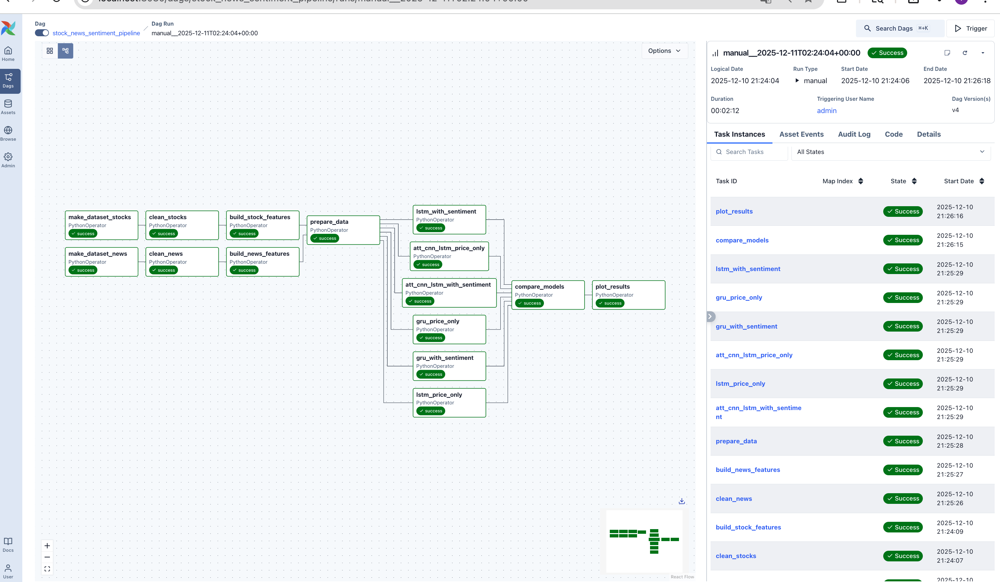 Dag
stock_news_sentiment_pipeline
Dag Run
manual__2025-12-11T02:24:04+00:00
Search Dags ⌘+K
Trigger
Home
Dags
Assets
Browse
Admin
Docs
User
Options
make_dataset_stocks
PythonOperator
success
clean_stocks
PythonOperator
success
build_stock_features
PythonOperator
success
prepare_data
PythonOperator
success
make_dataset_news
PythonOperator
success
clean_news
PythonOperator
success
build_news_features
PythonOperator
success
lstm_with_sentiment
PythonOperator
success
att_cnn_lstm_price_only
PythonOperator
success
att_cnn_lstm_with_sentiment
PythonOperator
success
gru_price_only
PythonOperator
success
gru_with_sentiment
PythonOperator
success
lstm_price_only
PythonOperator
success
compare_models
PythonOperator
success
plot_results
PythonOperator
success
React Flow
manual__2025-12-11T02:24:04+00:00 Success
Logical Date Run Type Start Date End Date
2025-12-10 21:24:04 manual 2025-12-10 21:24:06 2025-12-10 21:26:18
Duration Triggering User Name Dag Version(s)
00:02:12 admin v4
Task Instances Asset Events Audit Log Code Details
Search Tasks All States
Task ID Map Index State Start Date
plot_results Success 2025-12-10
21:26:16
compare_models Success 2025-12-10
21:26:15
lstm_with_sentiment Success 2025-12-10
21:25:29
gru_price_only Success 2025-12-10
21:25:29
gru_with_sentiment Success 2025-12-10
21:25:29
att_cnn_lstm_price_only Success 2025-12-10
21:25:29
lstm_price_only Success 2025-12-10
21:25:29
att_cnn_lstm_with_sentime
nt Success 2025-12-10
21:25:29
prepare_data Success 2025-12-10
21:25:28
build_news_features Success 2025-12-10
21:25:27
clean_news Success 2025-12-10
21:25:26
build_stock_features Success 2025-12-10
21:24:09
clean_stocks Success 2025-12-10
21:24:07
2025-12-10